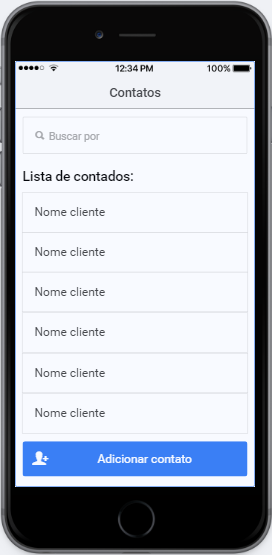 12:34 PM 100%
Contatos
Buscar por
Lista de contados:
Nome cliente
Nome cliente
Nome cliente
Nome cliente
Nome cliente
Nome cliente
Adicionar contato